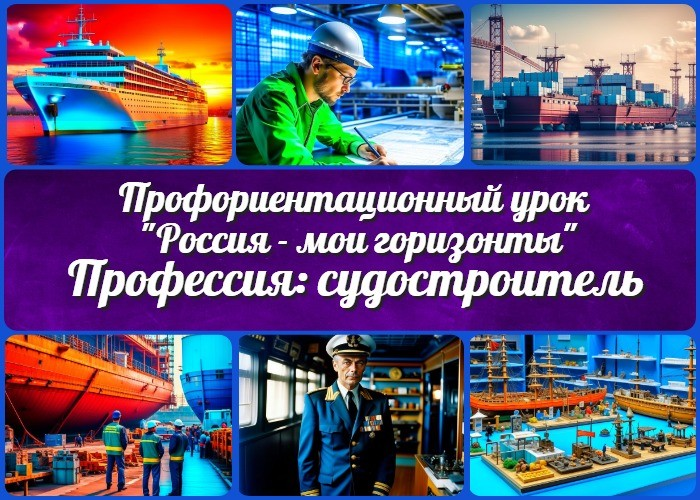 Профориентационный урок
"Россия - мои горизонты"
Профессия: судостроитель